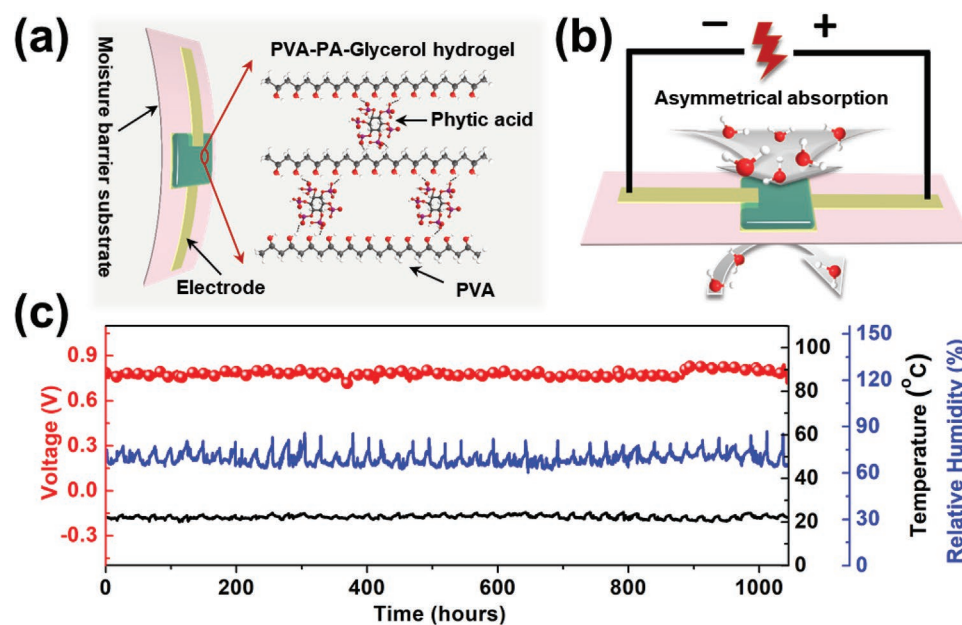 (a)
PVA-PA-Glycerol hydrogel
Moisture barrier substrate
Phytic acid
Electrode
PVA
(b)
− +
Asymmetrical absorption
(c)
Voltage (V)
0.9
0.6
0.3
0.0
-0.3
0 200 400 600 800 1000
Time (hours)
100
80
60
40
20
0
Temperature (°C)
150
120
90
60
30
0
Relative Humidity (%)